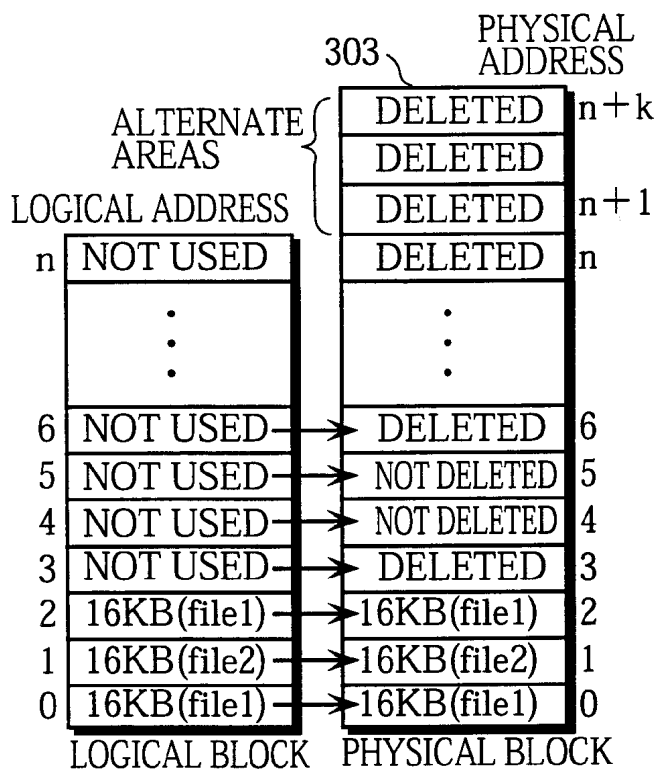 PHYSICAL
ADDRESS
303
ALTERNATE
AREAS
DELETED n+k
DELETED
DELETED n+1
LOGICAL ADDRESS
n NOT USED DELETED n
6 NOT USED DELETED 6
5 NOT USED NOT DELETED 5
4 NOT USED NOT DELETED 4
3 NOT USED DELETED 3
2 16KB(file1) 16KB(file1) 2
1 16KB(file2) 16KB(file2) 1
0 16KB(file1) 16KB(file1) 0
LOGICAL BLOCK PHYSICAL BLOCK